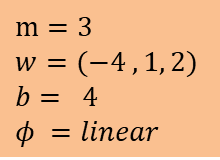 m = 3
w = (−4 , 1, 2)
b = 4
ϕ = linear